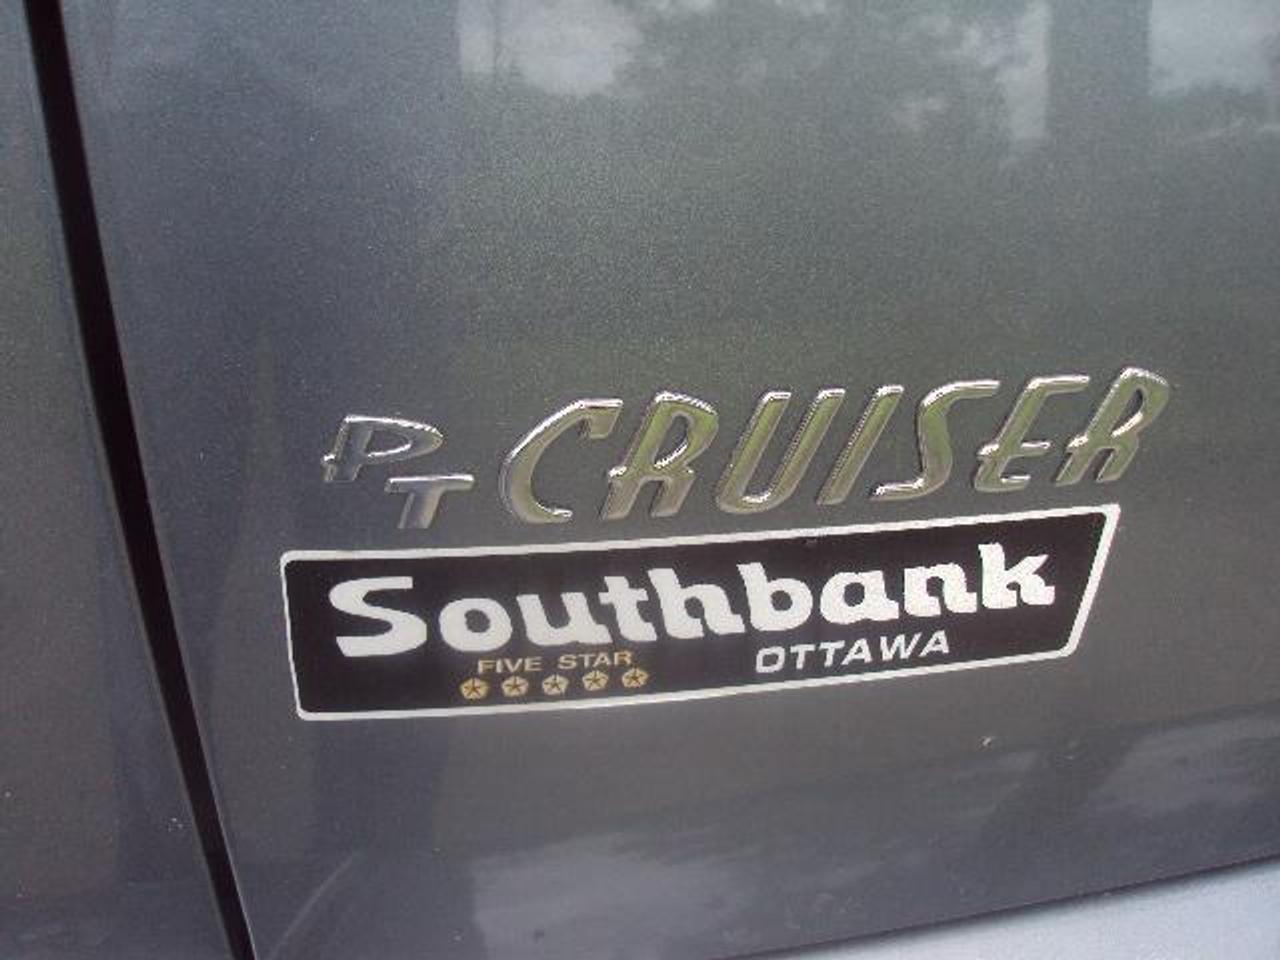 PT CRUISER
Southbank
FIVE STAR
OTTAWA